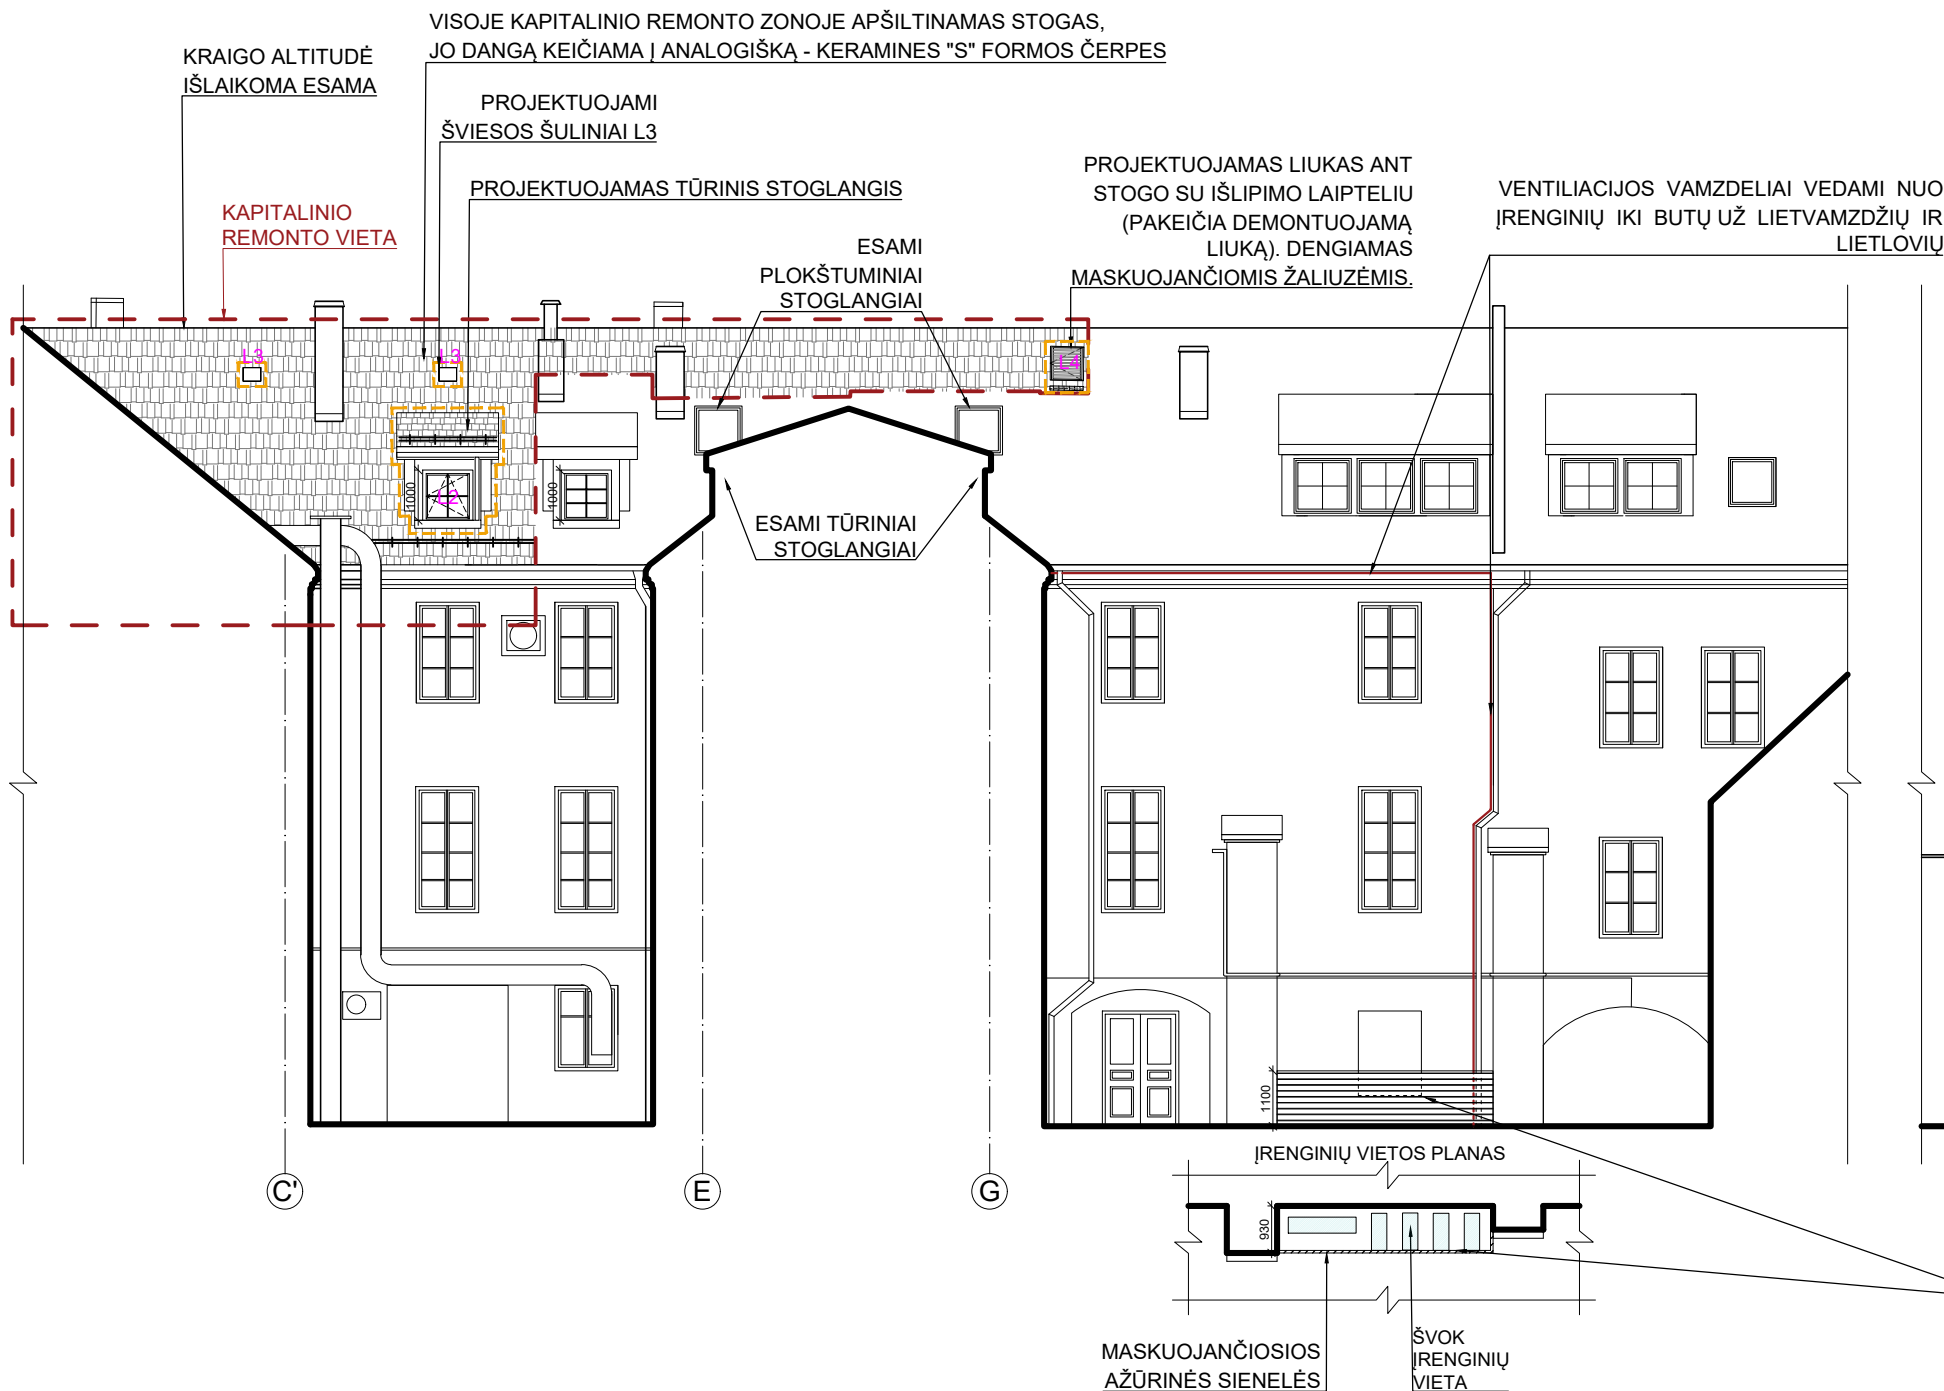 VISOJE KAPITALINIO REMONTO ZONOJE APŠILTINAMAS STOGAS,
JO DANGĄ KEIČIAMA Į ANALOGIŠKĄ - KERAMINES "S" FORMOS ČERPES
KRAIGO ALTITUDĖ
IŠLAIKOMA ESAMA
PROJEKTUOJAMI
ŠVIESOS ŠULINIAI L3
PROJEKTUOJAMAS TŪRINIS STOGLANGIS
KAPITALINIO
REMONTO VIETA
ESAMI
PLOKŠTUMINIAI
STOGLANGIAI
PROJEKTUOJAMAS LIUKAS ANT
STOGO SU IŠLIPIMO LAIPTELIU
(PAKEIČIA DEMONTUOJAMĄ
LIUKĄ). DENGIAMAS
MASKUOJANČIOMIS ŽALIUZĖMIS.
VENTILIACIJOS VAMZDELIAI VEDAMI NUO
ĮRENGINIŲ IKI BUTŲ UŽ LIETVAMZDŽIŲ IR
LIETLOVIŲ
L3
L3
L4
L2
1000
1000
ESAMI TŪRINIAI
STOGLANGIAI
1100
C'
E
G
ĮRENGINIŲ VIETOS PLANAS
930
MASKUOJANČIOSIOS
AŽŪRINĖS SIENELĖS
ŠVOK
ĮRENGINIŲ
VIETA